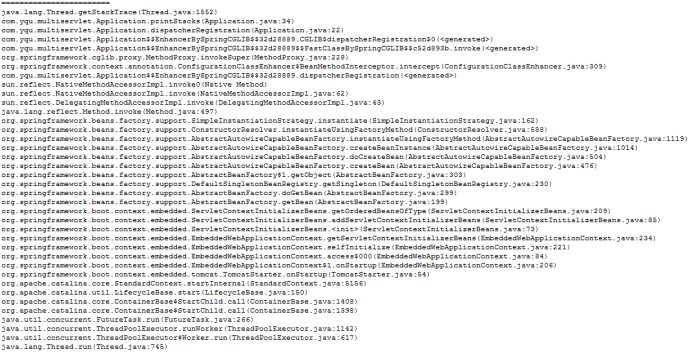 ========================
java.lang.Thread.getStackTrace(Thread.java:1552)
com.yqu.multiservlet.Application.printStacks(Application.java:34)
com.yqu.multiservlet.Application.dispatcherRegistration(Application.java:22)
com.yqu.multiservlet.Application$$EnhancerBySpringCGLIB$$32d28889.CGLIB$dispatcherRegistration$0(<generated>)
com.yqu.multiservlet.Application$$EnhancerBySpringCGLIB$$32d28889$$FastClassBySpringCGLIB$$c52d893b.invoke(<generated>)
org.springframework.cglib.proxy.MethodProxy.invokeSuper(MethodProxy.java:228)
org.springframework.context.annotation.ConfigurationClassEnhancer$BeanMethodInterceptor.intercept(ConfigurationClassEnhancer.java:309)
com.yqu.multiservlet.Application$$EnhancerBySpringCGLIB$$32d28889.dispatcherRegistration(<generated>)
sun.reflect.NativeMethodAccessorImpl.invoke0(Native Method)
sun.reflect.NativeMethodAccessorImpl.invoke(NativeMethodAccessorImpl.java:62)
sun.reflect.DelegatingMethodAccessorImpl.invoke(DelegatingMethodAccessorImpl.java:43)
java.lang.reflect.Method.invoke(Method.java:497)
org.springframework.beans.factory.support.SimpleInstantiationStrategy.instantiate(SimpleInstantiationStrategy.java:162)
org.springframework.beans.factory.support.ConstructorResolver.instantiateUsingFactoryMethod(ConstructorResolver.java:588)
org.springframework.beans.factory.support.AbstractAutowireCapableBeanFactory.instantiateUsingFactoryMethod(AbstractAutowireCapableBeanFactory.java:1119)
org.springframework.beans.factory.support.AbstractAutowireCapableBeanFactory.createBeanInstance(AbstractAutowireCapableBeanFactory.java:1014)
org.springframework.beans.factory.support.AbstractAutowireCapableBeanFactory.doCreateBean(AbstractAutowireCapableBeanFactory.java:504)
org.springframework.beans.factory.support.AbstractAutowireCapableBeanFactory.createBean(AbstractAutowireCapableBeanFactory.java:476)
org.springframework.beans.factory.support.AbstractBeanFactory$1.getObject(AbstractBeanFactory.java:303)
org.springframework.beans.factory.support.DefaultSingletonBeanRegistry.getSingleton(DefaultSingletonBeanRegistry.java:230)
org.springframework.beans.factory.support.AbstractBeanFactory.doGetBean(AbstractBeanFactory.java:299)
org.springframework.beans.factory.support.AbstractBeanFactory.getBean(AbstractBeanFactory.java:199)
org.springframework.boot.context.embedded.ServletContextInitializerBeans.getOrderedBeansOfType(ServletContextInitializerBeans.java:209)
org.springframework.boot.context.embedded.ServletContextInitializerBeans.addServletContextInitializerBeans(ServletContextInitializerBeans.java:85)
org.springframework.boot.context.embedded.ServletContextInitializerBeans.<init>(ServletContextInitializerBeans.java:73)
org.springframework.boot.context.embedded.EmbeddedWebApplicationContext.getServletContextInitializerBeans(EmbeddedWebApplicationContext.java:234)
org.springframework.boot.context.embedded.EmbeddedWebApplicationContext.selfInitialize(EmbeddedWebApplicationContext.java:221)
org.springframework.boot.context.embedded.EmbeddedWebApplicationContext.access$000(EmbeddedWebApplicationContext.java:84)
org.springframework.boot.context.embedded.EmbeddedWebApplicationContext$1.onStartup(EmbeddedWebApplicationContext.java:206)
org.springframework.boot.context.embedded.tomcat.TomcatStarter.onStartup(TomcatStarter.java:54)
org.apache.catalina.core.StandardContext.startInternal(StandardContext.java:5156)
org.apache.catalina.util.LifecycleBase.start(LifecycleBase.java:150)
org.apache.catalina.core.ContainerBase$StartChild.call(ContainerBase.java:1408)
org.apache.catalina.core.ContainerBase$StartChild.call(ContainerBase.java:1398)
java.util.concurrent.FutureTask.run(FutureTask.java:266)
java.util.concurrent.ThreadPoolExecutor.runWorker(ThreadPoolExecutor.java:1142)
java.util.concurrent.ThreadPoolExecutor$Worker.run(ThreadPoolExecutor.java:617)
java.lang.Thread.run(Thread.java:745)